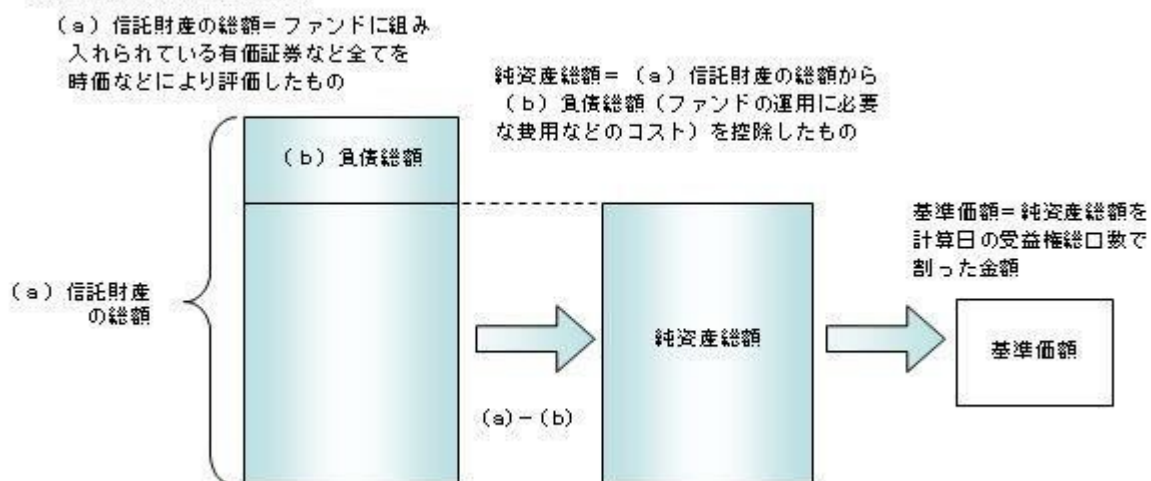 (a)信託財産の総額=ファンドに組み
入れられている有価証券など全てを
時価などにより評価したもの
純資産総額=(a)信託財産の総額から
(b)負債総額(ファンドの運用に必要
な費用などのコスト)を控除したもの
(b)負債総額
基準価額=純資産総額を
計算日の受益権総口数で
割った金額
(a)信託財産
の総額
純資産総額
基準価額
(a)-(b)